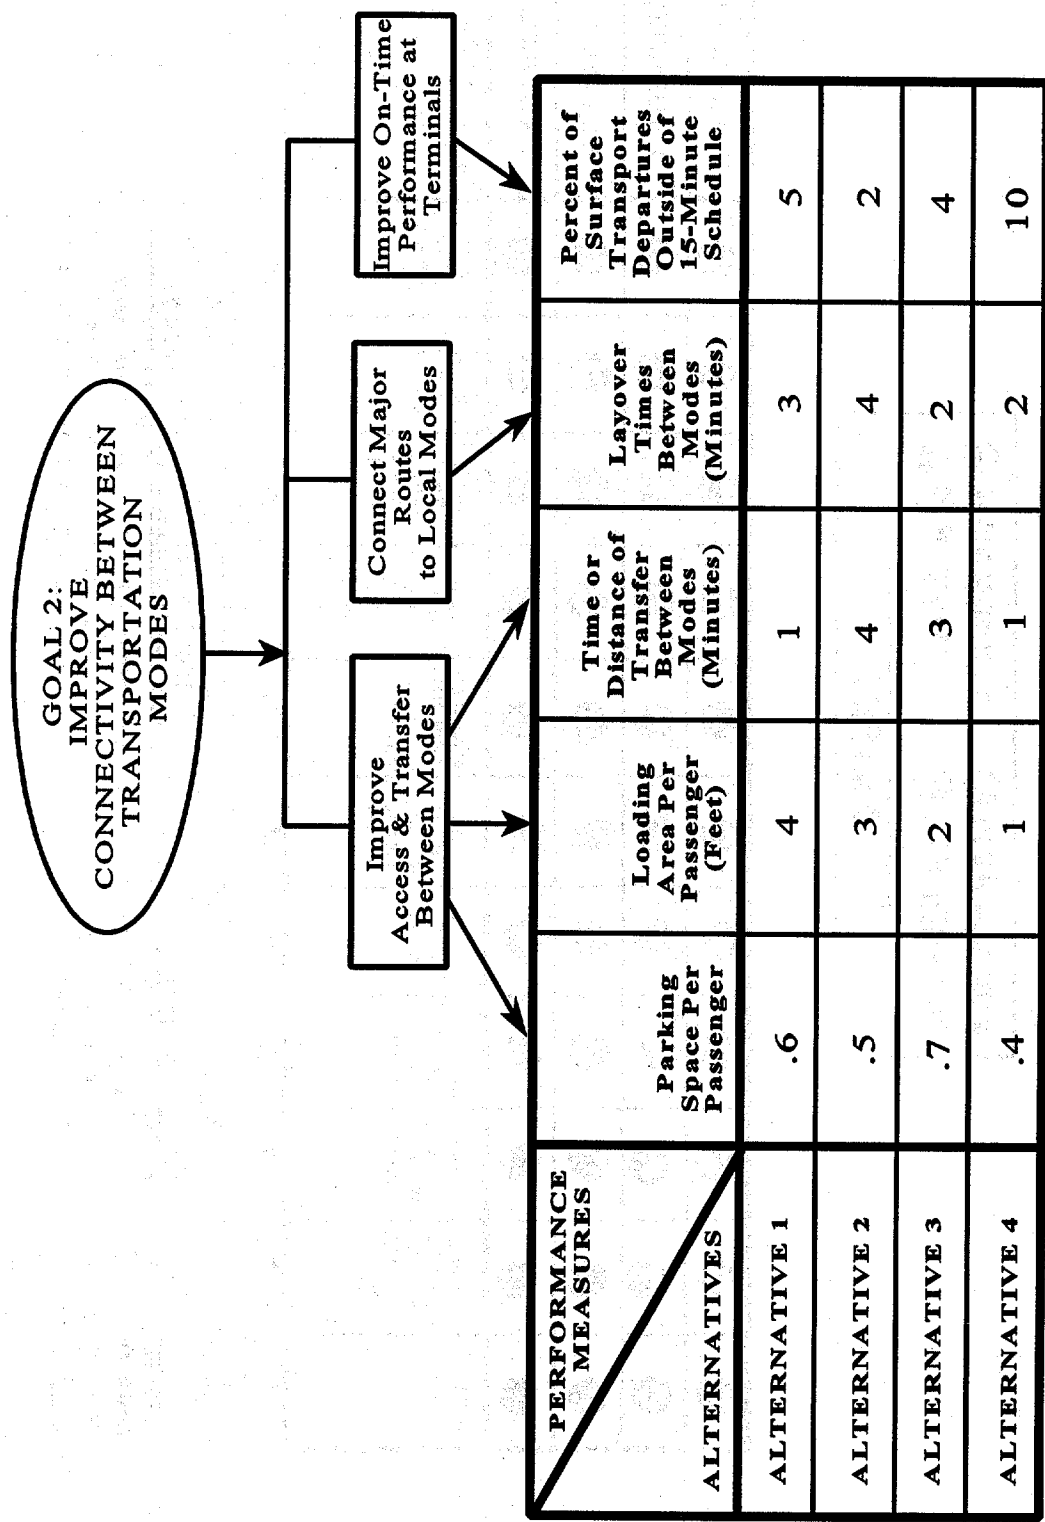 GOAL 2:
IMPROVE
CONNECTIVITY BETWEEN
TRANSPORTATION
MODES
Improve
Access & Transfer
Between Modes
Connect Major
Routes
to Local Modes
Improve On-Time
Performance at
Terminals
PERFORMANCE
MEASURES
ALTERNATIVES
Parking
Space Per
Passenger
Loading
Area Per
Passenger
(Feet)
Time or
Distance of
Transfer
Between
Modes
(Minutes)
Layover
Times
Between
Modes
(Minutes)
Percent of
Surface
Transport
Departures
Outside of
15-Minute
Schedule
ALTERNATIVE 1 .6 4 1 3 5
ALTERNATIVE 2 .5 3 4 4 2
ALTERNATIVE 3 .7 2 3 2 4
ALTERNATIVE 4 .4 1 1 2 10